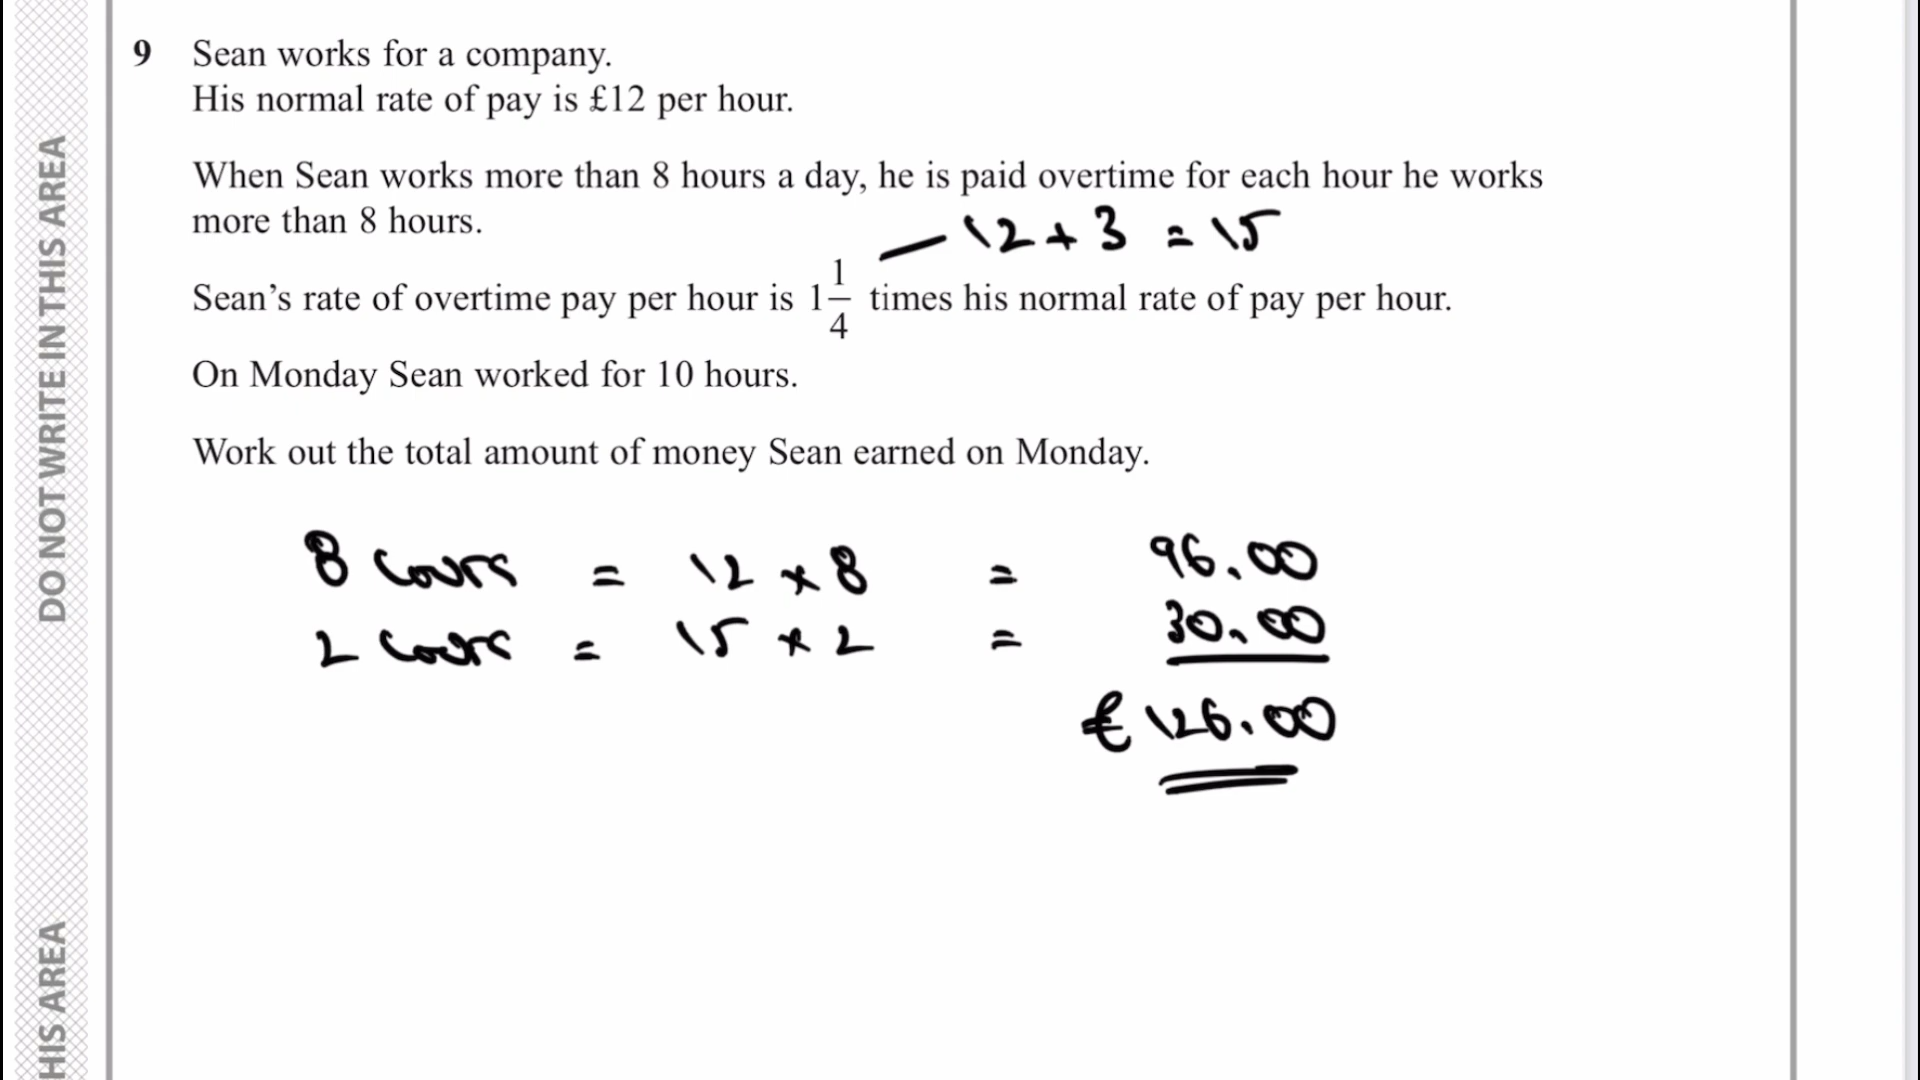 9 Sean works for a company.
His normal rate of pay is £12 per hour.
When Sean works more than 8 hours a day, he is paid overtime for each hour he works
more than 8 hours.
— 12 + 3 = 15
Sean’s rate of overtime pay per hour is 1 1/4 times his normal rate of pay per hour.
On Monday Sean worked for 10 hours.
Work out the total amount of money Sean earned on Monday.
8 hours = 12 × 8 = 96.00
2 hours = 15 × 2 = 30.00
£ 126.00
DO NOT WRITE IN THIS AREA
HIS AREA